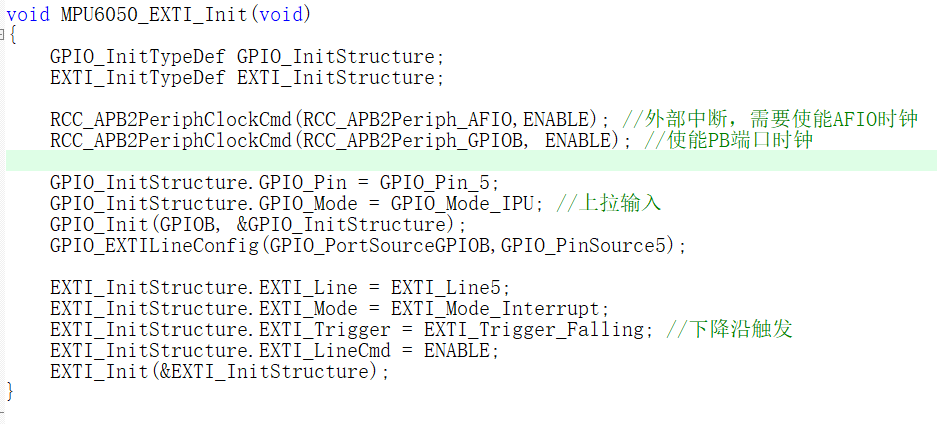 void MPU6050_EXTI_Init(void)
{
    GPIO_InitTypeDef GPIO_InitStructure;
    EXTI_InitTypeDef EXTI_InitStructure;
    RCC_APB2PeriphClockCmd(RCC_APB2Periph_AFIO,ENABLE); //外部中断，需要使能AFIO时钟
    RCC_APB2PeriphClockCmd(RCC_APB2Periph_GPIOB, ENABLE); //使能PB端口时钟
    GPIO_InitStructure.GPIO_Pin = GPIO_Pin_5;
    GPIO_InitStructure.GPIO_Mode = GPIO_Mode_IPU; //上拉输入
    GPIO_Init(GPIOB, &GPIO_InitStructure);
    GPIO_EXTILineConfig(GPIO_PortSourceGPIOB,GPIO_PinSource5);
    EXTI_InitStructure.EXTI_Line = EXTI_Line5;
    EXTI_InitStructure.EXTI_Mode = EXTI_Mode_Interrupt;
    EXTI_InitStructure.EXTI_Trigger = EXTI_Trigger_Falling; //下降沿触发
    EXTI_InitStructure.EXTI_LineCmd = ENABLE;
    EXTI_Init(&EXTI_InitStructure);
}